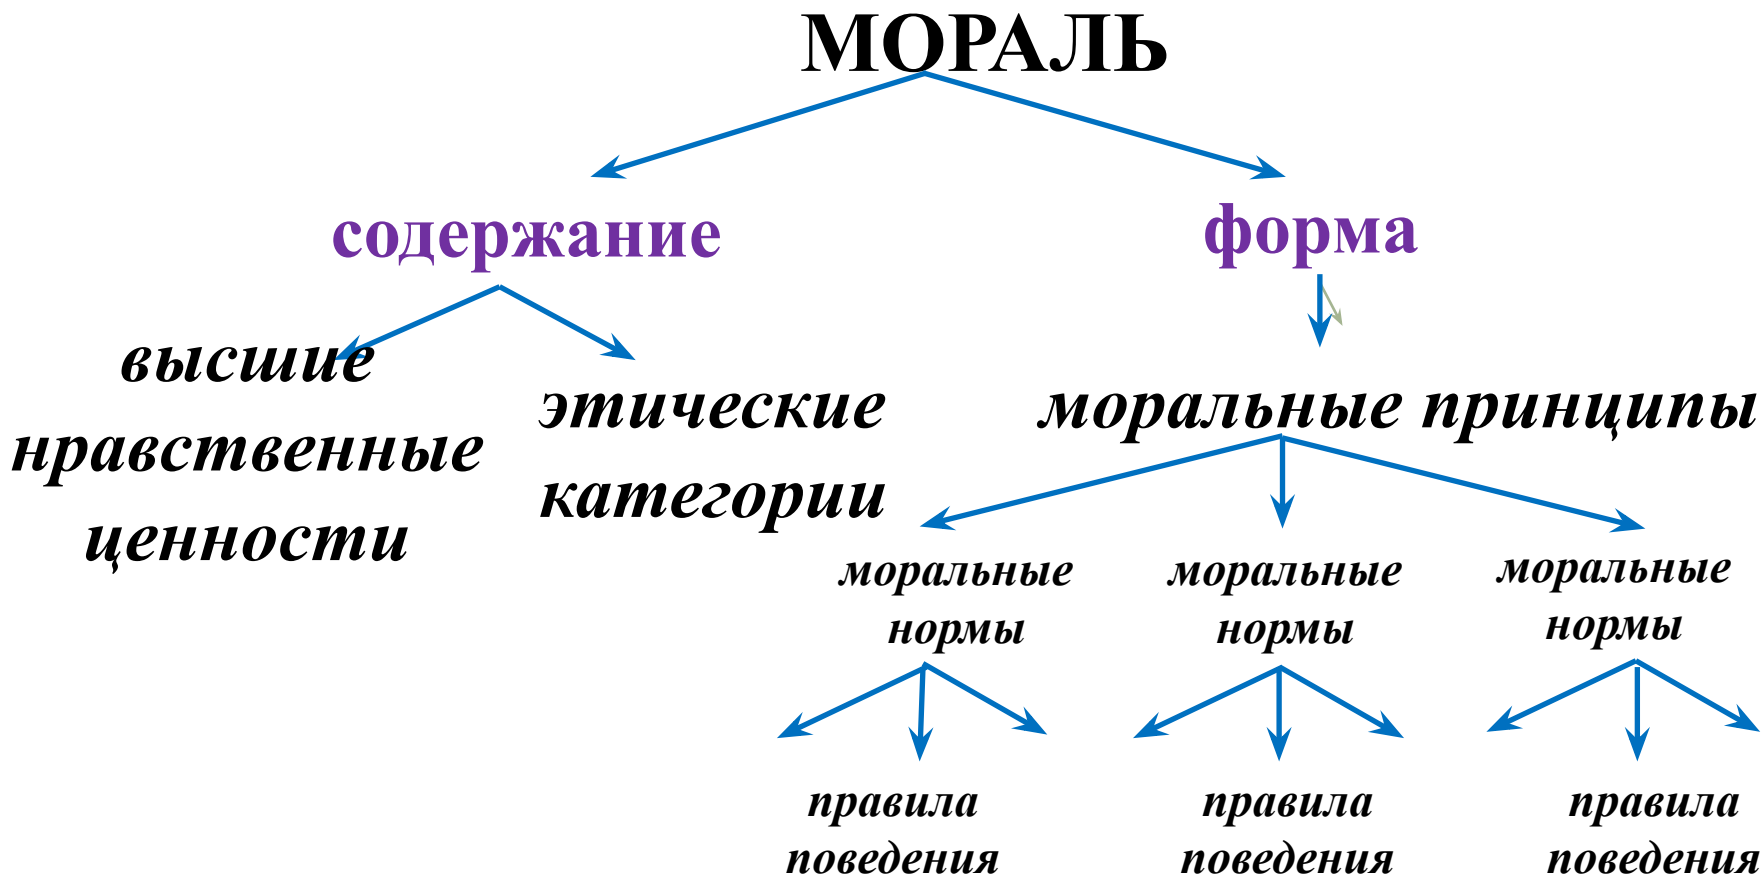 МОРАЛЬ
содержание
форма
высшие
нравственные
ценности
этические
категории
моральные принципы
моральные
нормы
моральные
нормы
моральные
нормы
правила
поведения
правила
поведения
правила
поведения